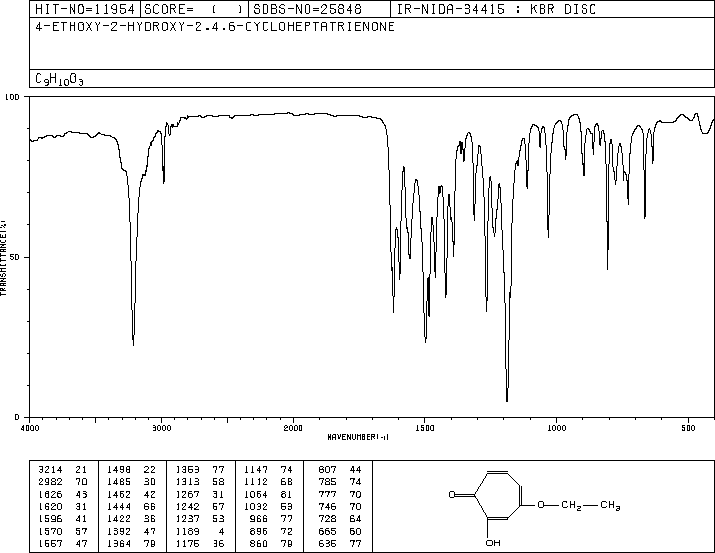 HIT-NO=11954 SCORE= ( ) SDBS-NO=25848 IR-NIDA-34415 : KBR DISC
4-ETHOXY-2-HYDROXY-2.4.6-CYCLOHEPTATRIENONE
C9H10O3
100
50
0
TRANSMITTANCE(%)
4000 3000 2000 1500 1000 500
WAVENUMBER(-1)
3214 21 1498 22 1363 77 1147 74 807 44
2982 70 1485 30 1313 58 1112 68 785 74
1626 43 1462 42 1267 31 1064 81 777 70
1620 31 1444 66 1242 57 1032 53 746 70
1596 41 1422 36 1237 53 966 77 728 64
1570 57 1392 47 1189 4 896 72 665 60
1557 47 1364 79 1176 36 860 79 636 77
O
O—CH2—CH3
OH